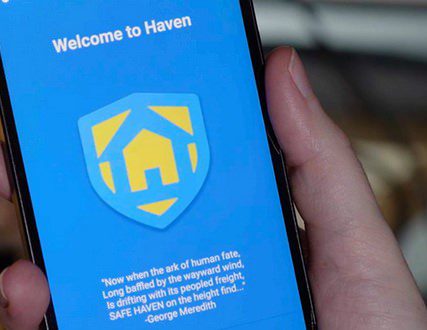 Welcome to Haven
"Now when the ark of human fate,
Long baffled by the wayward wind,
Is drifting with its peopled freight,
SAFE HAVEN on the height find..."
-George Meredith